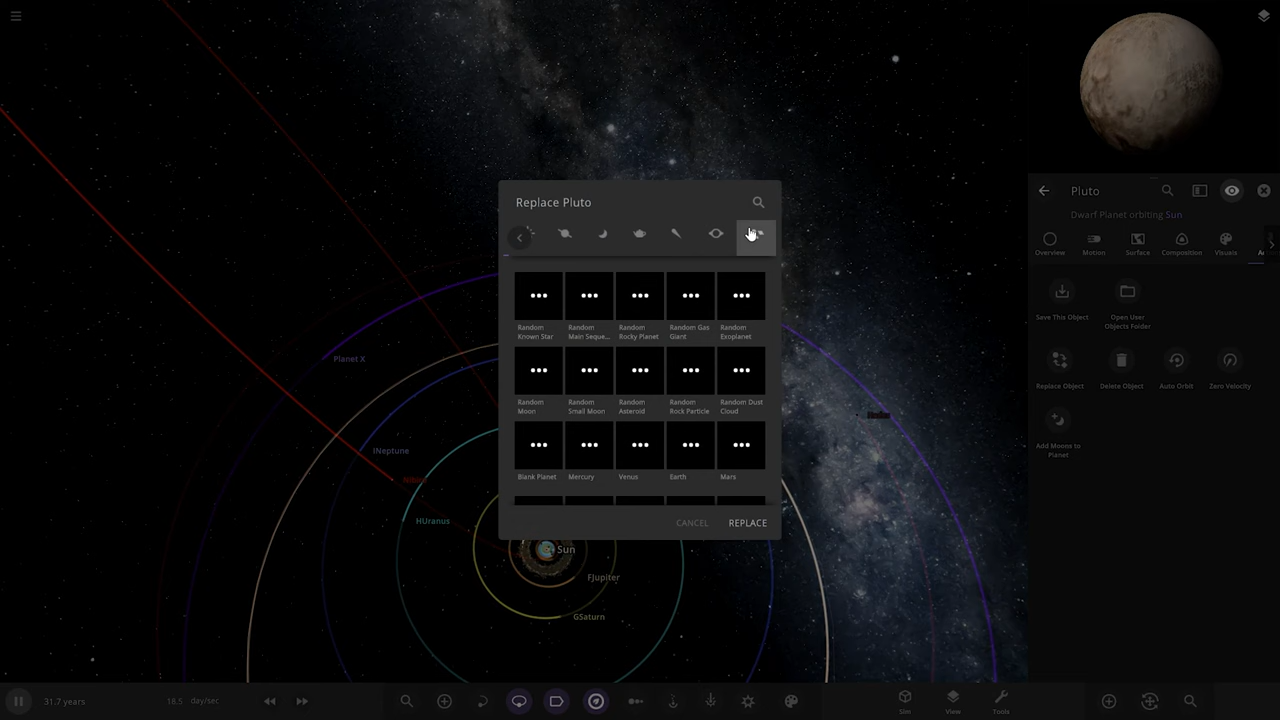 Replace Pluto
Random Known Star
Random Main Seque...
Random Rocky Planet
Random Gas Giant
Random Exoplanet
Random Moon
Random Small Moon
Random Asteroid
Random Rock Particle
Random Dust Cloud
Blank Planet
Mercury
Venus
Earth
Mars
CANCEL
REPLACE
Planet X
INeptune
HUranus
Sun
FJupiter
GSaturn
Pluto
Dwarf Planet orbiting Sun
Overview
Motion
Surface
Composition
Visuals
Save This Object
Open User Objects Folder
Replace Object
Delete Object
Auto Orbit
Zero Velocity
Add Moons to Planet
31.7 years
18.5 day/sec
Sim
View
Tools